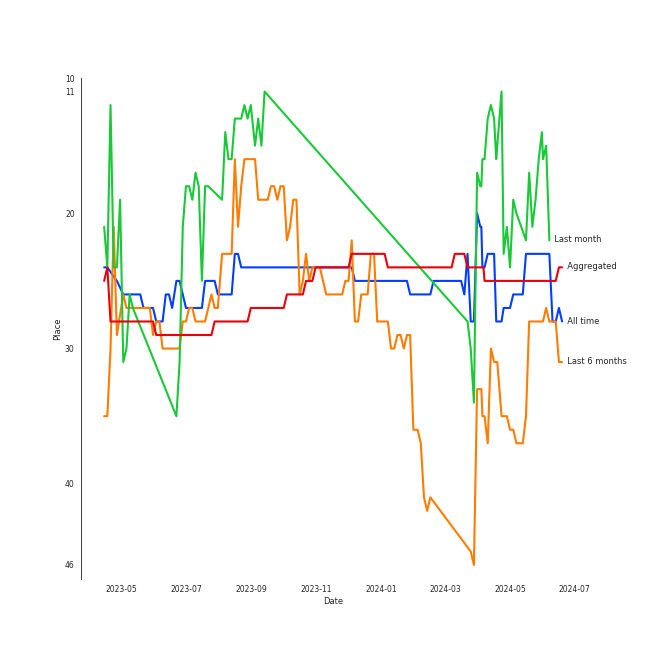 10
11
20
30
40
46
Place
Last month
Aggregated
All time
Last 6 months
2023-05 2023-07 2023-09 2023-11 2024-01 2024-03 2024-05 2024-07
Date